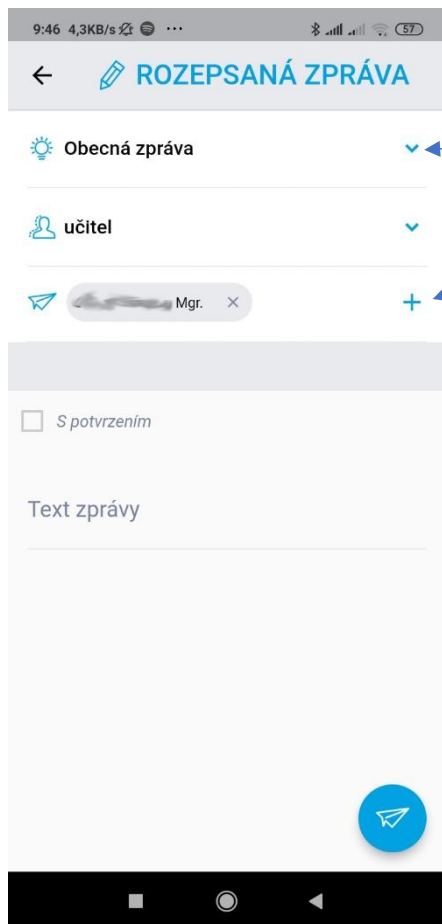 9:46 4,3KB/s ··· 57
ROZEPSANÁ ZPRÁVA
Obecná zpráva
učitel
Mgr.
S potvrzením
Text zprávy